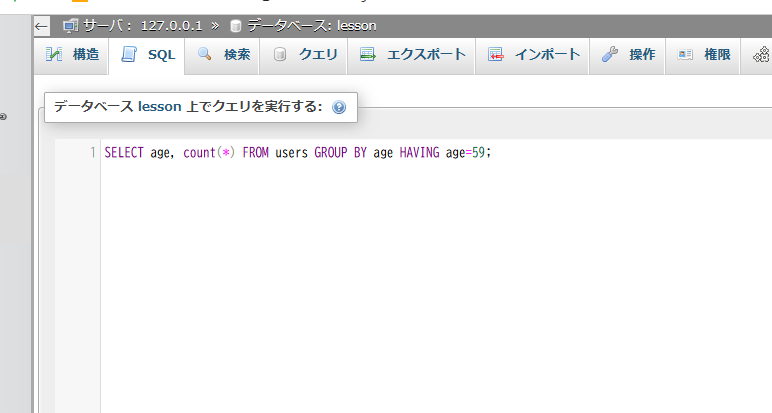 ← サーバ: 127.0.0.1 » データベース: lesson
構造 SQL 検索 クエリ エクスポート インポート 操作 権限
データベース lesson 上でクエリを実行する:
1 SELECT age, count(*) FROM users GROUP BY age HAVING age=59;